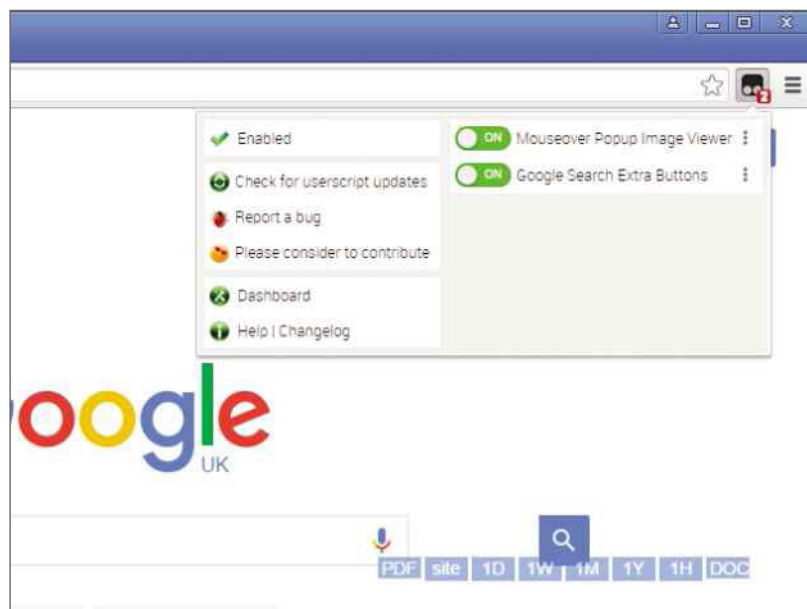 2
Enabled
Check for userscript updates
Report a bug
Please consider to contribute
Dashboard
Help | Changelog
ON Mouseover Popup Image Viewer
ON Google Search Extra Buttons
oogle
UK
PDF site 1D 1W 1M 1Y 1H DOC